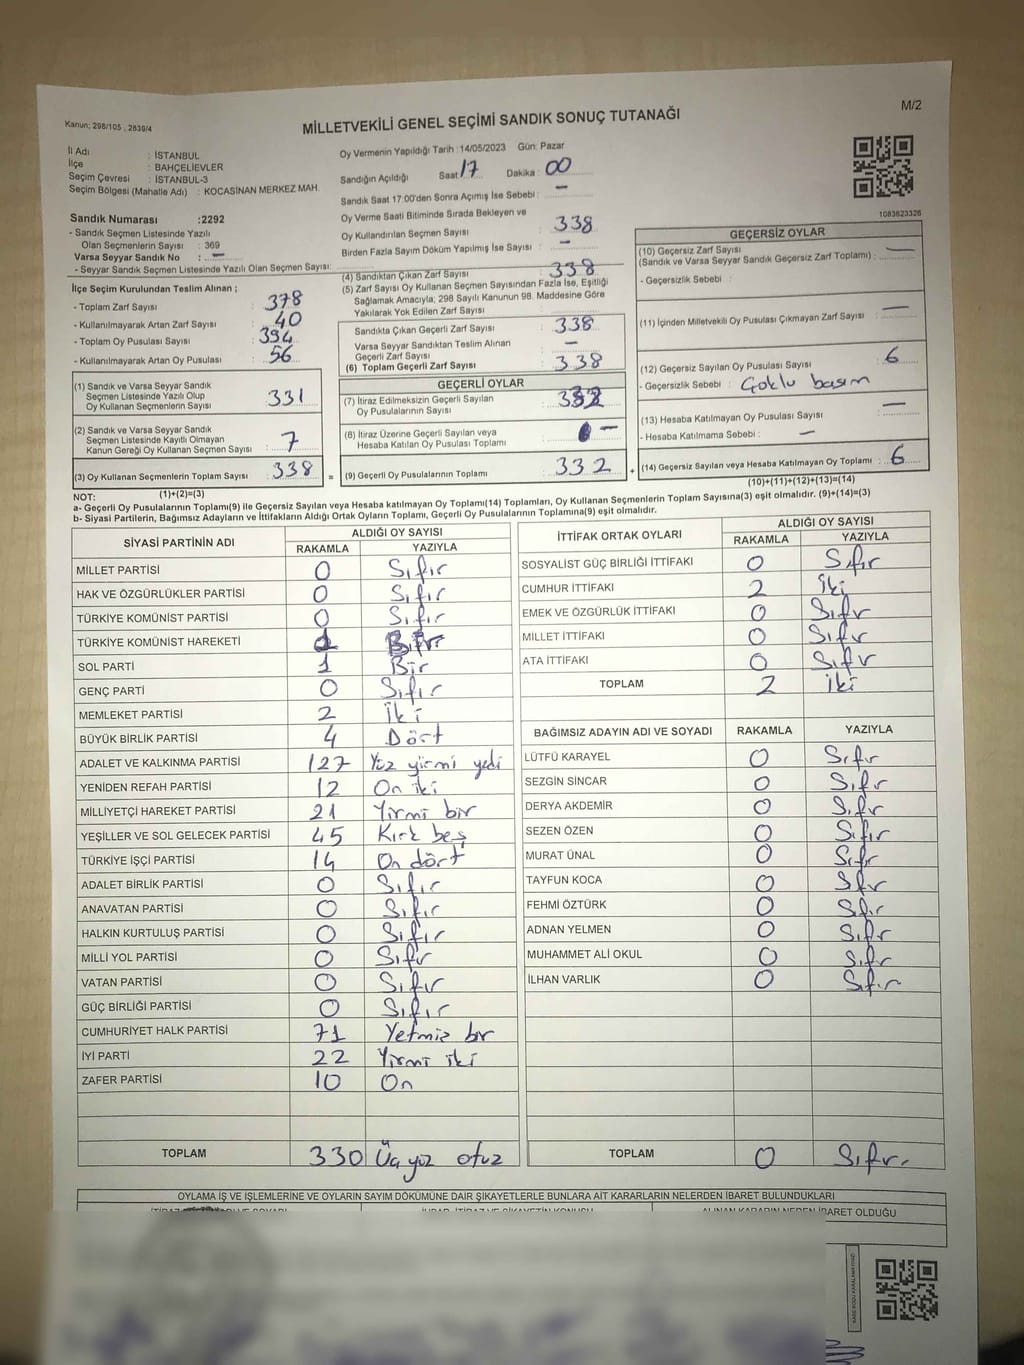 M/2
Kanun; 298/105 , 2839/4
MİLLETVEKİLİ GENEL SEÇİMİ SANDIK SONUÇ TUTANAĞI
İl Adı : İSTANBUL
İlçe : BAHÇELİEVLER
Seçim Çevresi : İSTANBUL-3
Seçim Bölgesi (Mahalle Adı) : KOCASİNAN MERKEZ MAH.
Sandık Numarası :2292
- Sandık Seçmen Listesinde Yazılı
Olan Seçmenlerin Sayısı : 369
Varsa Seyyar Sandık No : —
- Seyyar Sandık Seçmen Listesinde Yazılı Olan Seçmen Sayısı:
İlçe Seçim Kurulundan Teslim Alınan ;
- Toplam Zarf Sayısı : 378
- Kullanılmayarak Artan Zarf Sayısı : 40
- Toplam Oy Pusulası Sayısı : 394
- Kullanılmayarak Artan Oy Pusulası : 56
(1) Sandık ve Varsa Seyyar Sandık
Seçmen Listesinde Yazılı Olup
Oy Kullanan Seçmenlerin Sayısı : 331
(2) Sandık ve Varsa Seyyar Sandık
Seçmen Listesinde Kayıtlı Olmayan
Kanun Gereği Oy Kullanan Seçmen Sayısı : 7
(3) Oy Kullanan Seçmenlerin Toplam Sayısı : 338
(1)+(2)=(3)
Oy Vermenin Yapıldığı Tarih :14/05/2023 Gün: Pazar
Sandığın Açıldığı Saat : 17 Dakika : 00
Sandık Saat 17:00'den Sonra Açılmış İse Sebebi : —
Oy Verme Saati Bitiminde Sırada Bekleyen ve
Oy Kullandırılan Seçmen Sayısı : 338
Birden Fazla Sayım Döküm Yapılmış İse Sayısı : —
(4) Sandıktan Çıkan Zarf Sayısı : 338
(5) Zarf Sayısı Oy Kullanan Seçmen Sayısından Fazla İse, Eşitliği
Sağlamak Amacıyla; 298 Sayılı Kanunun 98. Maddesine Göre
Yakılarak Yok Edilen Zarf Sayısı :
Sandıkta Çıkan Geçerli Zarf Sayısı : 338
Varsa Seyyar Sandıktan Teslim Alınan
Geçerli Zarf Sayısı : —
(6) Toplam Geçerli Zarf Sayısı : 338
GEÇERLİ OYLAR
(7) İtiraz Edilmeksizin Geçerli Sayılan
Oy Pusulalarının Sayısı : 332
(8) İtiraz Üzerine Geçerli Sayılan veya
Hesaba Katılan Oy Pusulası Toplamı : —
= (9) Geçerli Oy Pusulalarının Toplamı : 332 +
1083623326
GEÇERSİZ OYLAR
(10) Geçersiz Zarf Sayısı
(Sandık ve Varsa Seyyar Sandık Geçersiz Zarf Toplamı) : —
- Geçersizlik Sebebi :
(11) İçinden Milletvekili Oy Pusulası Çıkmayan Zarf Sayısı : —
(12) Geçersiz Sayılan Oy Pusulası Sayısı : 6
- Geçersizlik Sebebi : Çoklu basım
(13) Hesaba Katılmayan Oy Pusulası Sayısı : —
- Hesaba Katılmama Sebebi : —
(14) Geçersiz Sayılan veya Hesaba Katılmayan Oy Toplamı : 6
(10)+(11)+(12)+(13)=(14)
NOT:
a- Geçerli Oy Pusulalarının Toplamı(9) ile Geçersiz Sayılan veya Hesaba katılmayan Oy Toplamı(14) Toplamları, Oy Kullanan Seçmenlerin Toplam Sayısına(3) eşit olmalıdır. (9)+(14)=(3)
b- Siyasi Partilerin, Bağımsız Adayların ve İttifakların Aldığı Ortak Oyların Toplamı, Geçerli Oy Pusulalarının Toplamına(9) eşit olmalıdır.
SİYASİ PARTİNİN ADI ALDIĞI OY SAYISI
RAKAMLA YAZIYLA
MİLLET PARTİSİ 0 Sıfır
HAK VE ÖZGÜRLÜKLER PARTİSİ 0 Sıfır
TÜRKİYE KOMÜNİST PARTİSİ 0 Sıfır
TÜRKİYE KOMÜNİST HAREKETİ
SOL PARTİ 1 Bir
GENÇ PARTİ 0 Sıfır
MEMLEKET PARTİSİ 2 İki
BÜYÜK BİRLİK PARTİSİ 4 Dört
ADALET VE KALKINMA PARTİSİ 127 Yüz yirmi yedi
YENİDEN REFAH PARTİSİ 12 On iki
MİLLİYETÇİ HAREKET PARTİSİ 21 Yirmi bir
YEŞİLLER VE SOL GELECEK PARTİSİ 45 Kırk beş
TÜRKİYE İŞÇİ PARTİSİ 14 On dört
ADALET BİRLİK PARTİSİ 0 Sıfır
ANAVATAN PARTİSİ 0 Sıfır
HALKIN KURTULUŞ PARTİSİ 0 Sıfır
MİLLİ YOL PARTİSİ 0 Sıfır
VATAN PARTİSİ 0 Sıfır
GÜÇ BİRLİĞİ PARTİSİ 0 Sıfır
CUMHURİYET HALK PARTİSİ 71 Yetmiş bir
İYİ PARTİ 22 Yirmi iki
ZAFER PARTİSİ 10 On
TOPLAM 330 Üçyüz otuz
İTTİFAK ORTAK OYLARI ALDIĞI OY SAYISI
RAKAMLA YAZIYLA
SOSYALİST GÜÇ BİRLİĞİ İTTİFAKI 0 Sıfır
CUMHUR İTTİFAKI 2 İki
EMEK VE ÖZGÜRLÜK İTTİFAKI 0 Sıfır
MİLLET İTTİFAKI 0 Sıfır
ATA İTTİFAKI 0 Sıfır
TOPLAM 2 İki
BAĞIMSIZ ADAYIN ADI VE SOYADI RAKAMLA YAZIYLA
LÜTFÜ KARAYEL 0 Sıfır
SEZGİN SİNCAR 0 Sıfır
DERYA AKDEMİR 0 Sıfır
SEZEN ÖZEN 0 Sıfır
MURAT ÜNAL 0 Sıfır
TAYFUN KOCA 0 Sıfır
FEHMİ ÖZTÜRK 0 Sıfır
ADNAN YELMEN 0 Sıfır
MUHAMMET ALİ OKUL 0 Sıfır
İLHAN VARLIK 0 Sıfır
TOPLAM 0 Sıfır.
OYLAMA İŞ VE İŞLEMLERİNE VE OYLARIN SAYIM DÖKÜMÜNE DAİR ŞİKAYETLERLE BUNLARA AİT KARARLARIN NELERDEN İBARET BULUNDUKLARI
ALINAN KARARIN NEDEN İBARET OLDUĞU